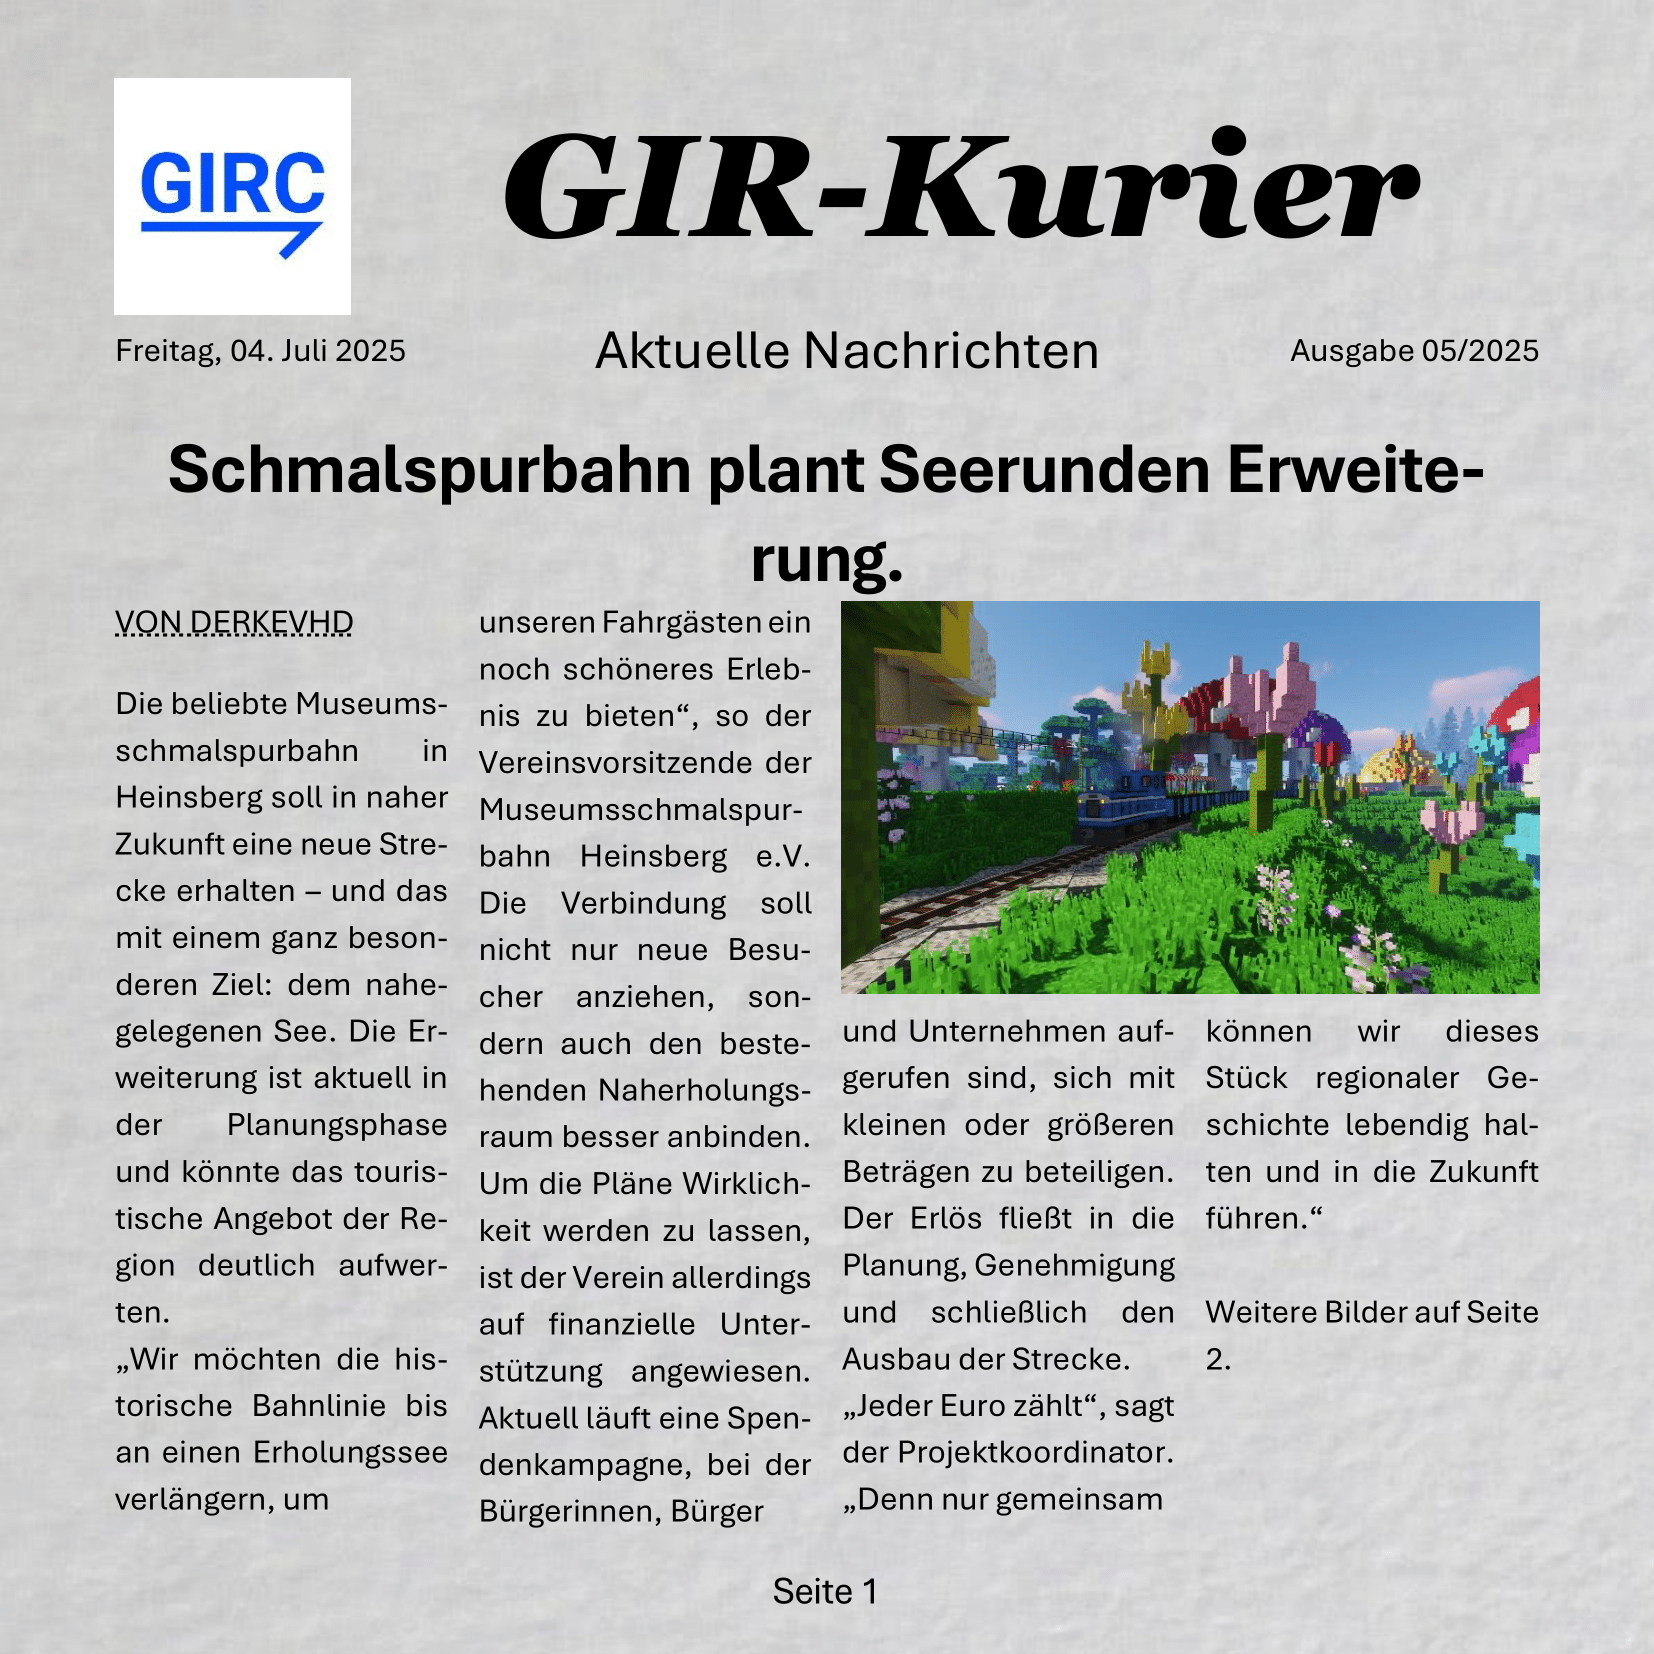 GIRC
GIR-Kurier
Freitag, 04. Juli 2025
Aktuelle Nachrichten
Ausgabe 05/2025
Schmalspurbahn plant Seerunden Erweite-
rung.
VON DERKEVHD
Die beliebte Museums-
schmalspurbahn in
Heinsberg soll in naher
Zukunft eine neue Stre-
cke erhalten – und das
mit einem ganz beson-
deren Ziel: dem nahe-
gelegenen See. Die Er-
weiterung ist aktuell in
der Planungsphase
und könnte das touris-
tische Angebot der Re-
gion deutlich aufwer-
ten.
„Wir möchten die his-
torische Bahnlinie bis
an einen Erholungssee
verlängern, um
unseren Fahrgästen ein
noch schöneres Erleb-
nis zu bieten“, so der
Vereinsvorsitzende der
Museumsschmalspur-
bahn Heinsberg e.V.
Die Verbindung soll
nicht nur neue Besu-
cher anziehen, son-
dern auch den beste-
henden Naherholungs-
raum besser anbinden.
Um die Pläne Wirklich-
keit werden zu lassen,
ist der Verein allerdings
auf finanzielle Unter-
stützung angewiesen.
Aktuell läuft eine Spen-
denkampagne, bei der
Bürgerinnen, Bürger
und Unternehmen auf-
gerufen sind, sich mit
kleinen oder größeren
Beträgen zu beteiligen.
Der Erlös fließt in die
Planung, Genehmigung
und schließlich den
Ausbau der Strecke.
„Jeder Euro zählt“, sagt
der Projektkoordinator.
„Denn nur gemeinsam
können wir dieses
Stück regionaler Ge-
schichte lebendig hal-
ten und in die Zukunft
führen.“
Weitere Bilder auf Seite
2.
Seite 1